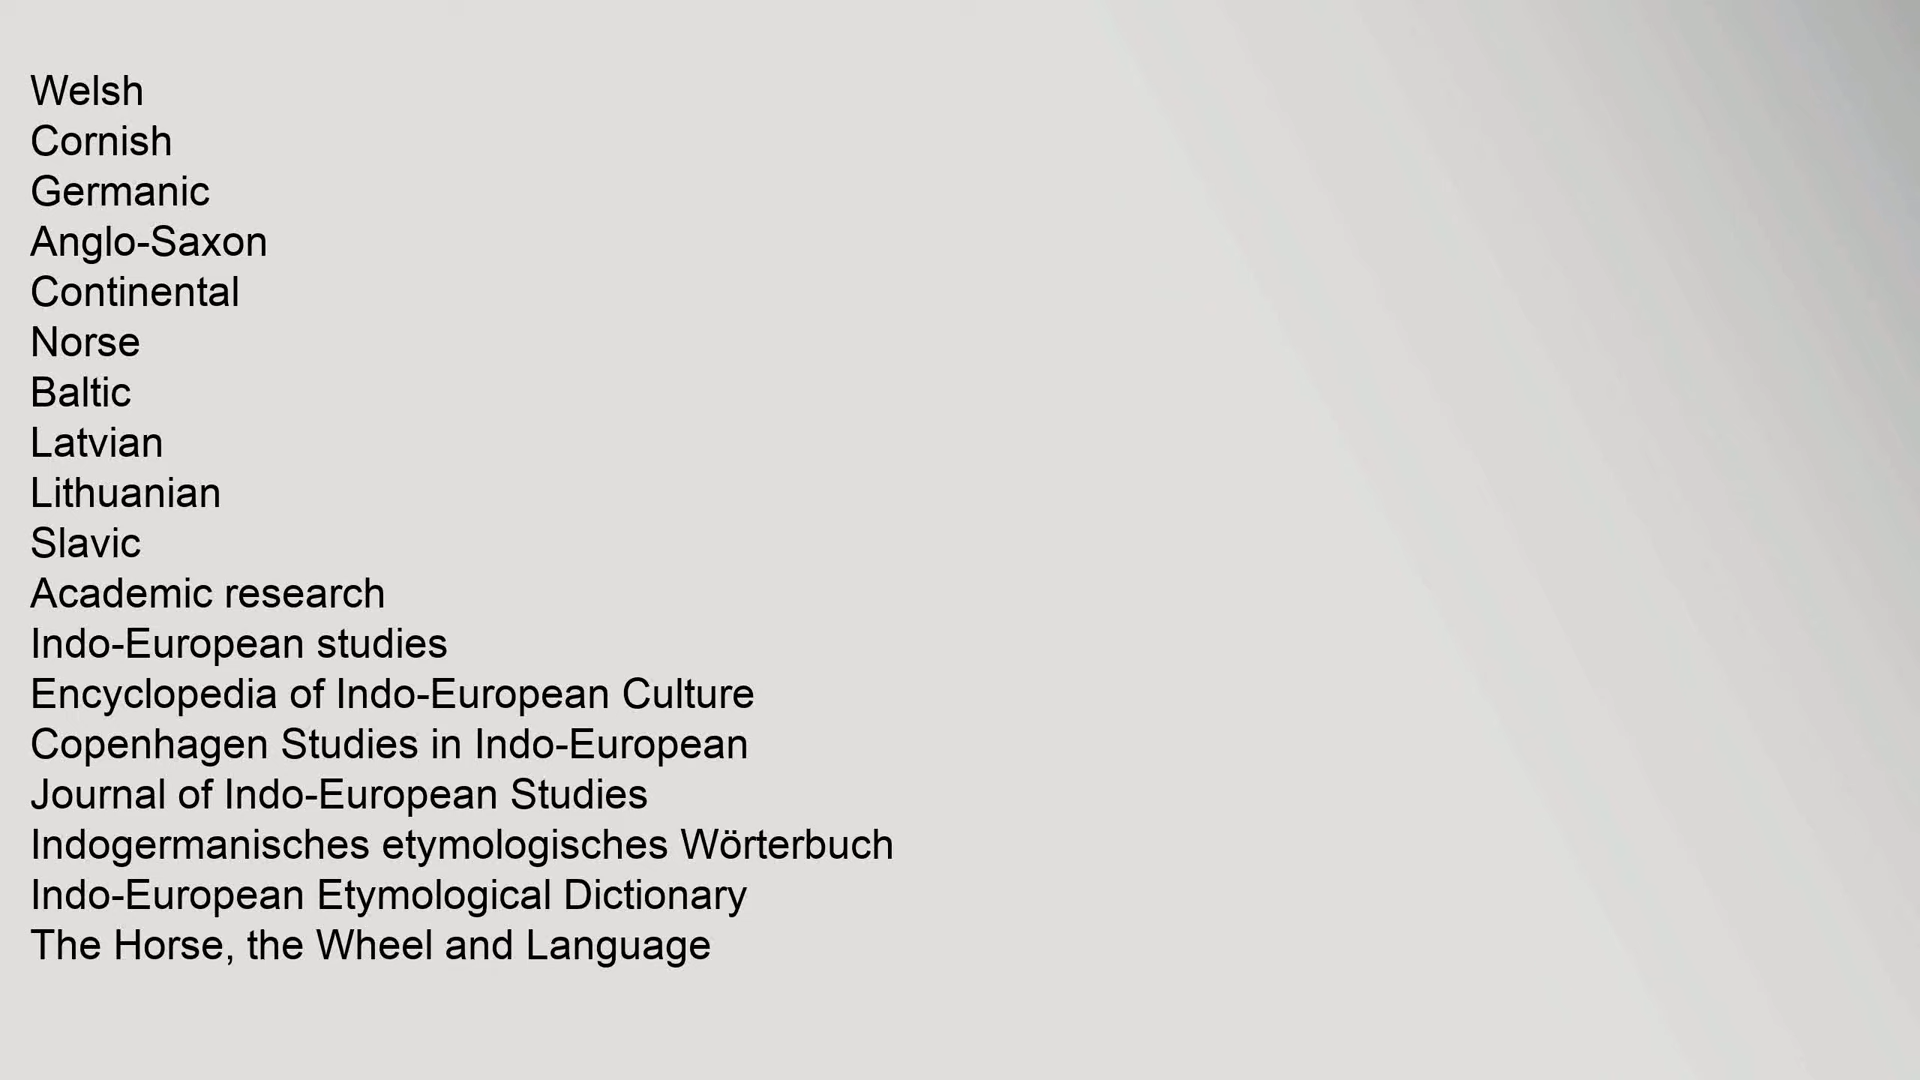 Welsh
Cornish
Germanic
Anglo-Saxon
Continental
Norse
Baltic
Latvian
Lithuanian
Slavic
Academic research
Indo-European studies
Encyclopedia of Indo-European Culture
Copenhagen Studies in Indo-European
Journal of Indo-European Studies
Indogermanisches etymologisches Wörterbuch
Indo-European Etymological Dictionary
The Horse, the Wheel and Language